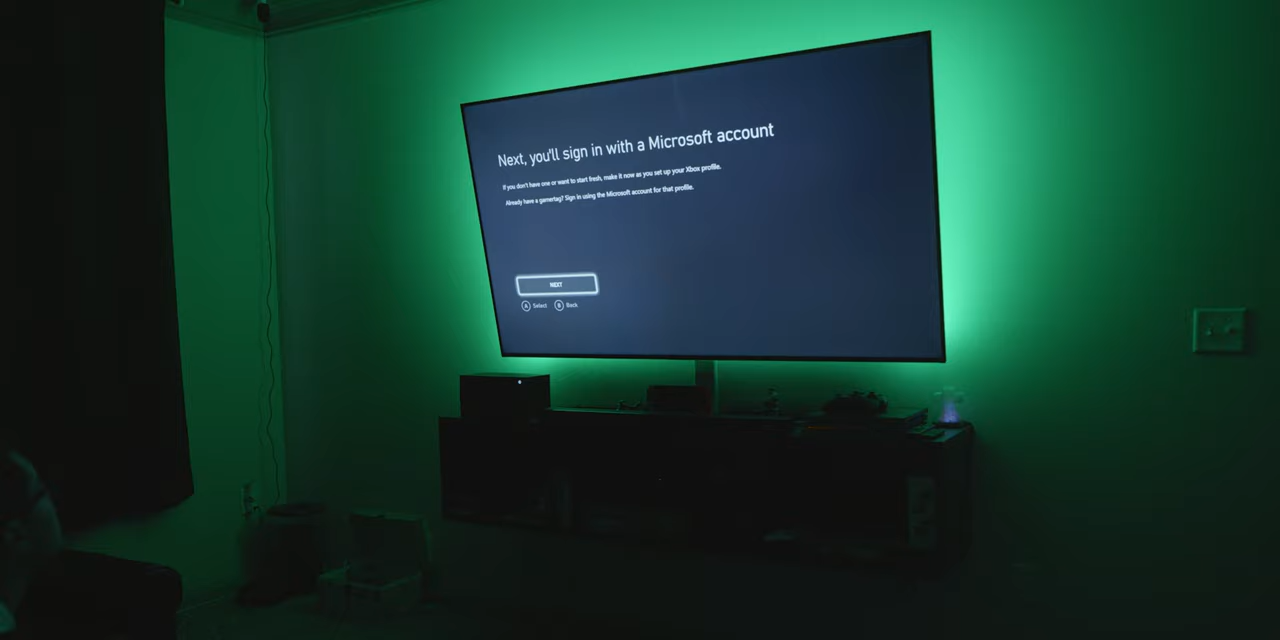 Next, you'll sign in with a Microsoft account
If you don't have one or want to start fresh, make it now as you set up your Xbox profile.
Already have a gamertag? Sign in using the Microsoft account for that profile.
NEXT
A Select B Back